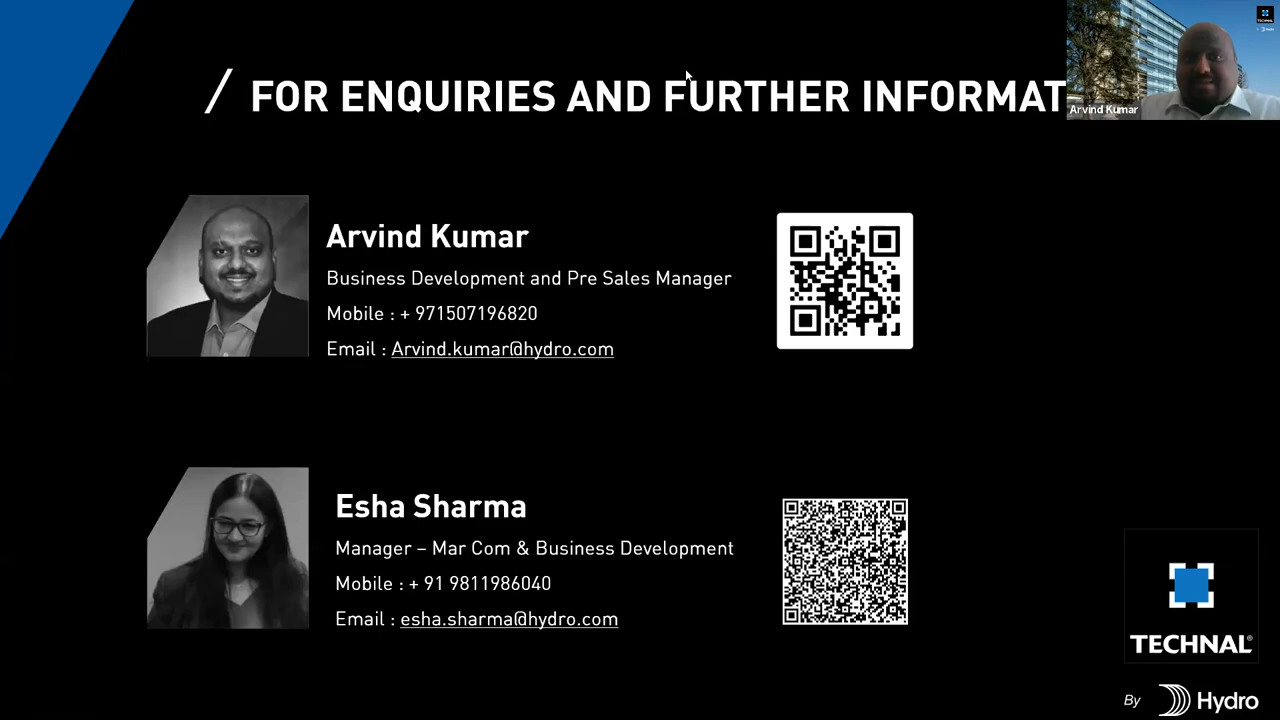 / FOR ENQUIRIES AND FURTHER INFORMAT
TECHNAL
Arvind Kumar
Arvind Kumar
Business Development and Pre Sales Manager
Mobile : + 971507196820
Email : Arvind.kumar@hydro.com
Esha Sharma
Manager – Mar Com & Business Development
Mobile : + 91 9811986040
Email : esha.sharma@hydro.com
TECHNAL®
By Hydro